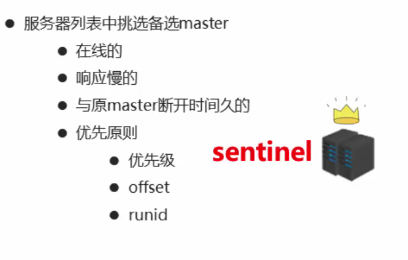 服务器列表中挑选备选master
在线的
响应慢的
与原master断开时间久的
优先原则
优先级
offset
runid
sentinel